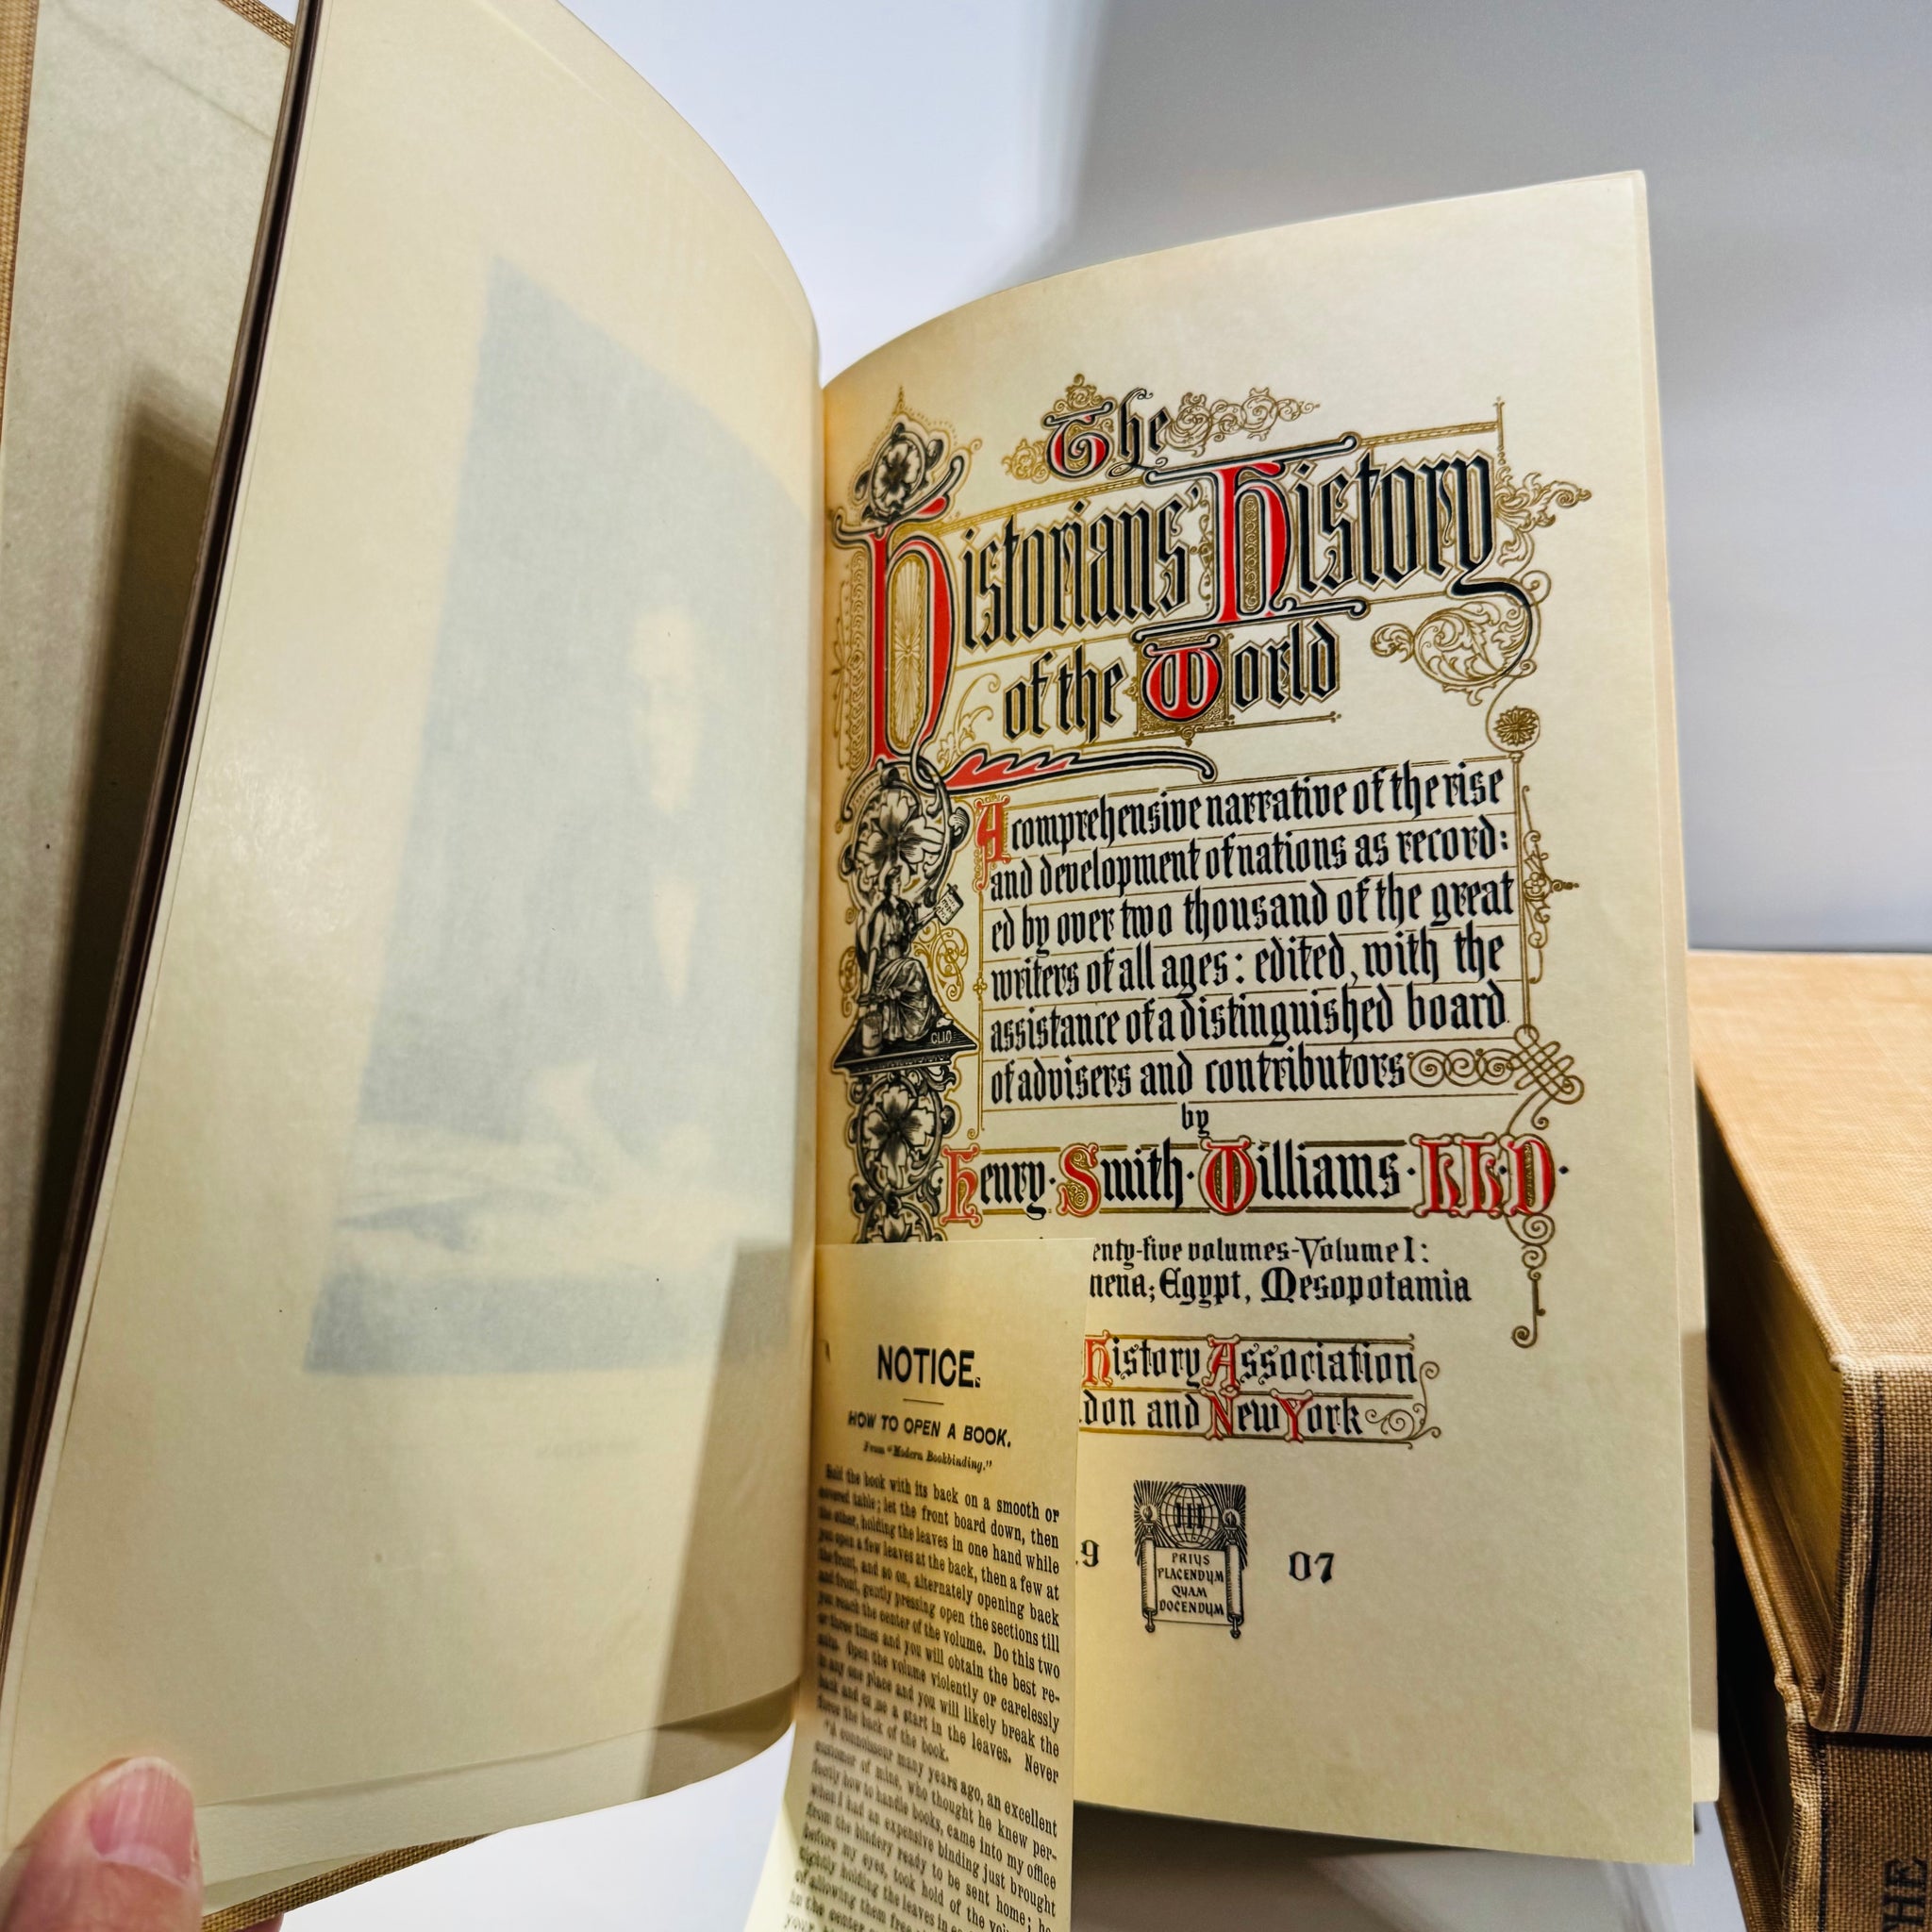 The
Historians' History
of the World
A comprehensive narrative of the rise
and development of nations as record:
ed by over two thousand of the great
writers of all ages: edited, with the
assistance of a distinguished board
of advisers and contributors
by
Henry · Smith · Williams · LL·D ·
enty-five volumes-Volume I:
mena; Egypt, Mesopotamia
History Association
don and New York
CLIO
PRIUS
PLACENDUM
QUAM
DOCENDUM
9 07
NOTICE.
HOW TO OPEN A BOOK.
From "Modern Bookbinding."
Hold the book with its back on a smooth or
covered table; let the front board down, then
the other, holding the leaves in one hand while
you open a few leaves at the back, then a few at
the front, and so on, alternately opening back
and front, gently pressing open the sections till
you reach the center of the volume. Do this two
or three times and you will obtain the best re-
sults. Open the volume violently or carelessly
in any one place and you will likely break the
back and cause a start in the leaves. Never
force the back of the book.
"A connoisseur many years ago, an excellent
customer of mine, who thought he knew per-
fectly how to handle books, came into my office
when I had an expensive binding just brought
from the bindery ready to be sent home; he,
before my eyes, took hold of the
tightly holding the leaves in
of allowing them free
in the center
HE